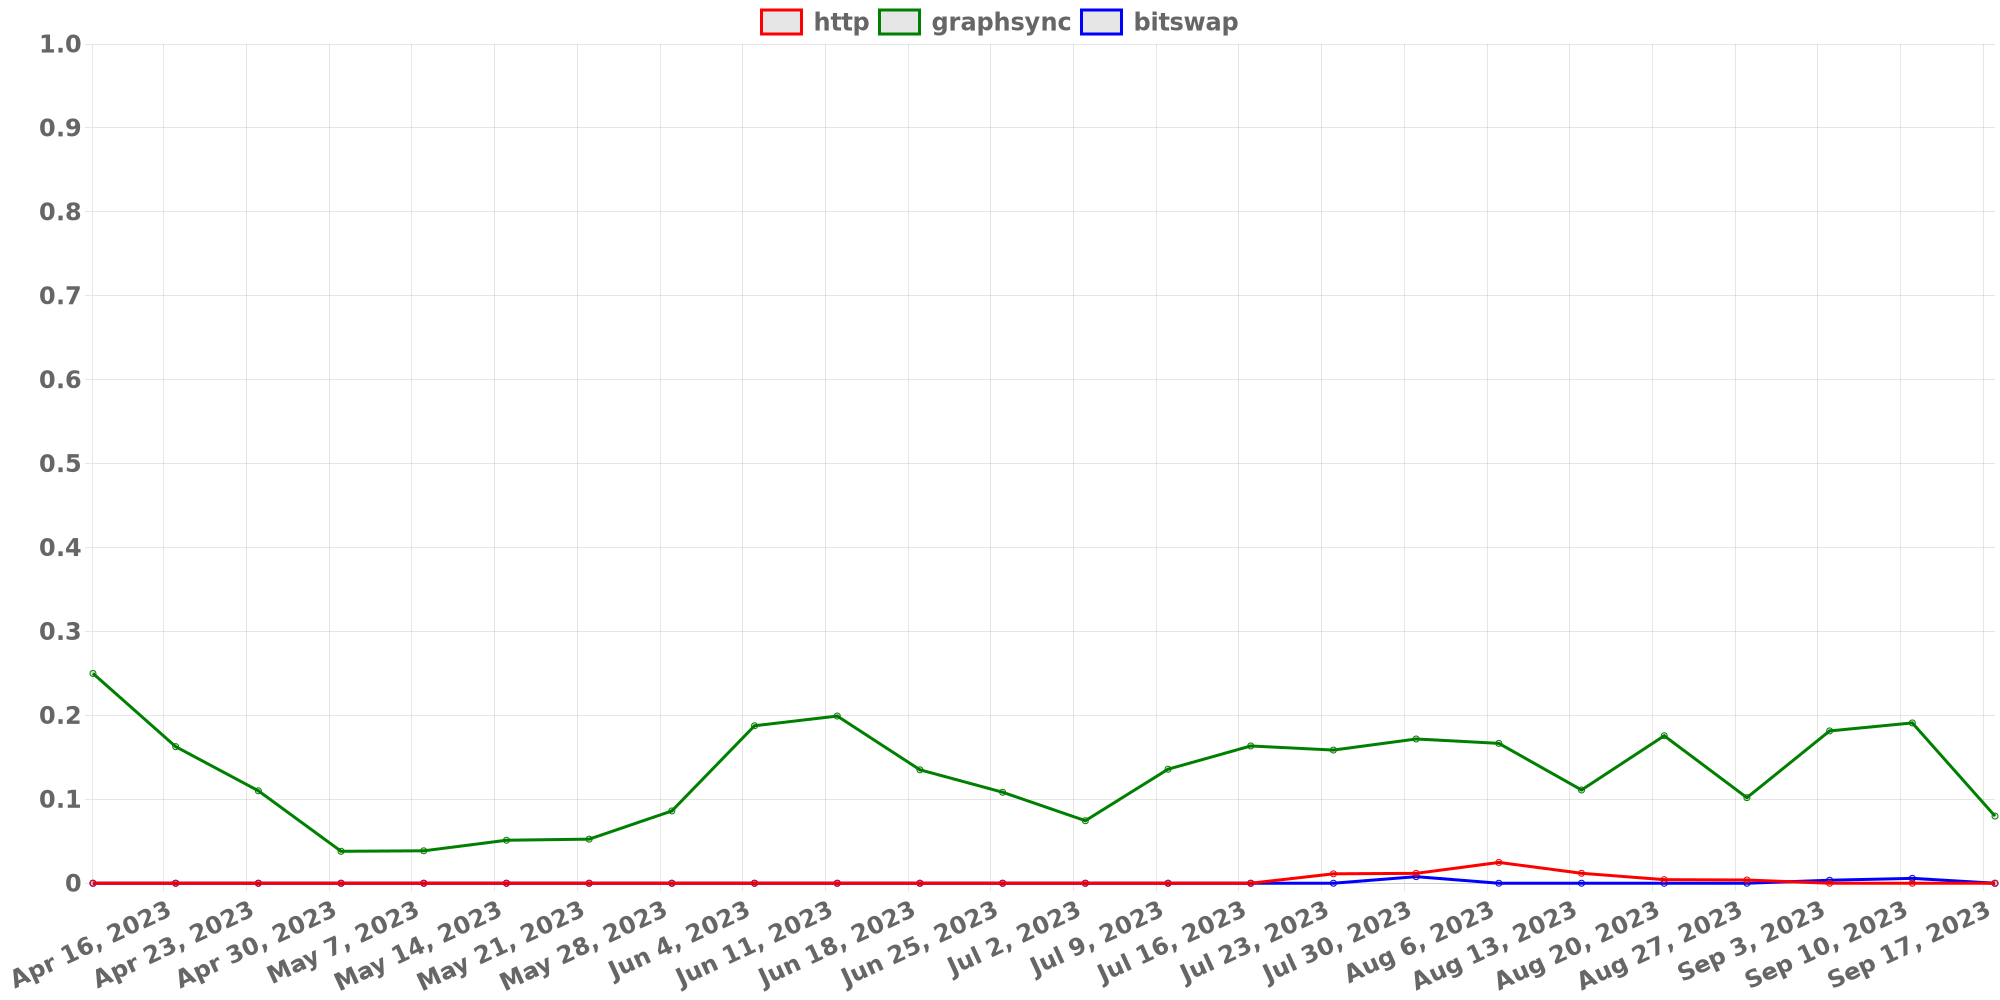 http graphsync bitswap
1.0
0.9
0.8
0.7
0.6
0.5
0.4
0.3
0.2
0.1
0
Apr 16, 2023
Apr 23, 2023
Apr 30, 2023
May 7, 2023
May 14, 2023
May 21, 2023
May 28, 2023
Jun 4, 2023
Jun 11, 2023
Jun 18, 2023
Jun 25, 2023
Jul 2, 2023
Jul 9, 2023
Jul 16, 2023
Jul 23, 2023
Jul 30, 2023
Aug 6, 2023
Aug 13, 2023
Aug 20, 2023
Aug 27, 2023
Sep 3, 2023
Sep 10, 2023
Sep 17, 2023